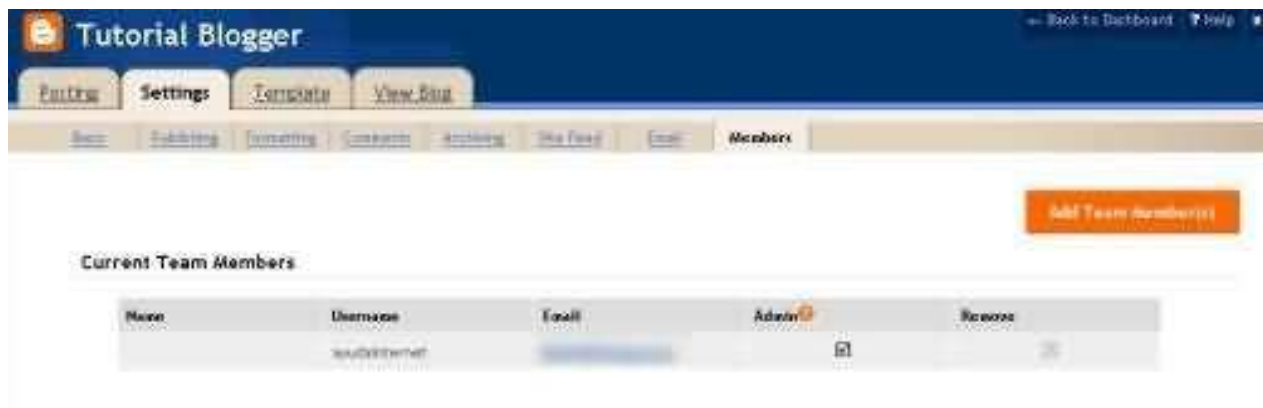 Tutorial Blogger
← Back to Dashboard ? Help
Posting Settings Template View Blog
Basic Publishing Formatting Comments Archiving Site Feed Email Members
Add Team Member(s)
Current Team Members
Name Username Email Admin Remove